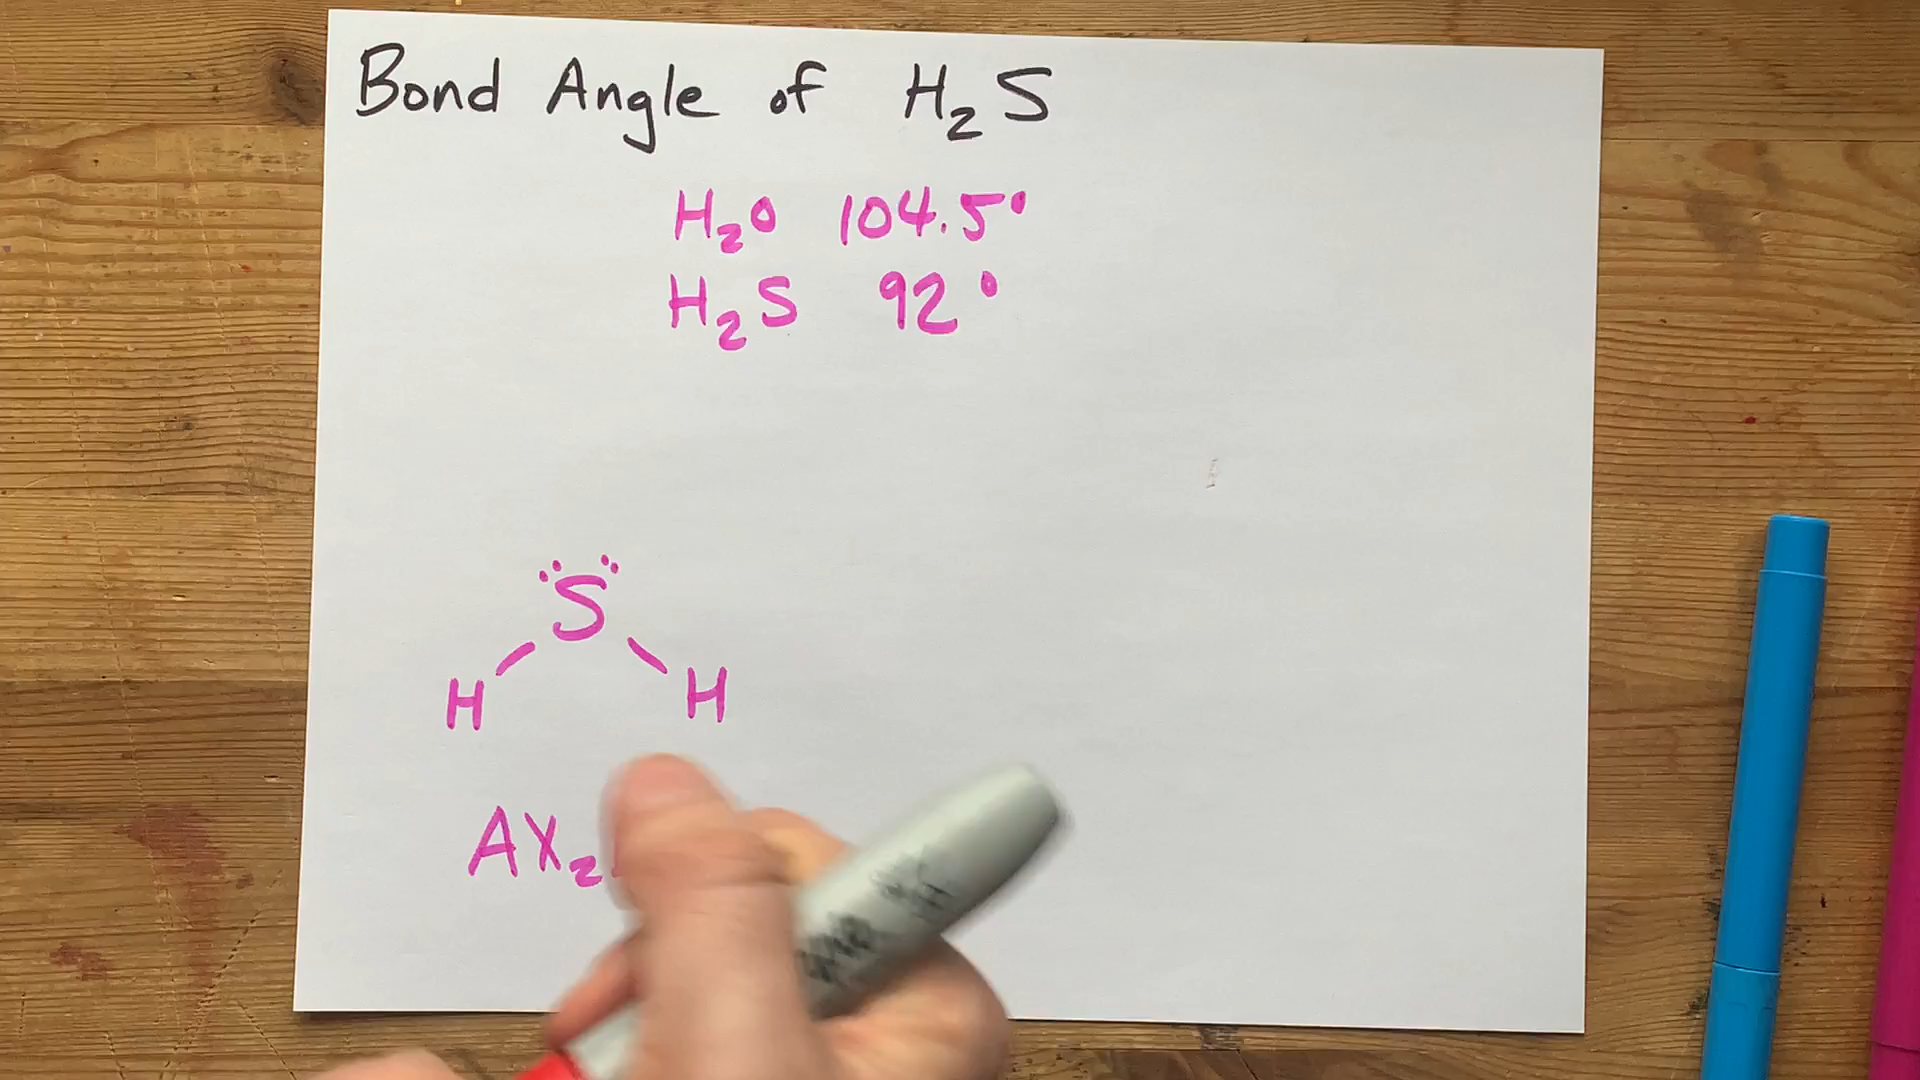 Bond Angle of H₂S
H₂O 104.5°
H₂S 92°
S
H H
AX₂